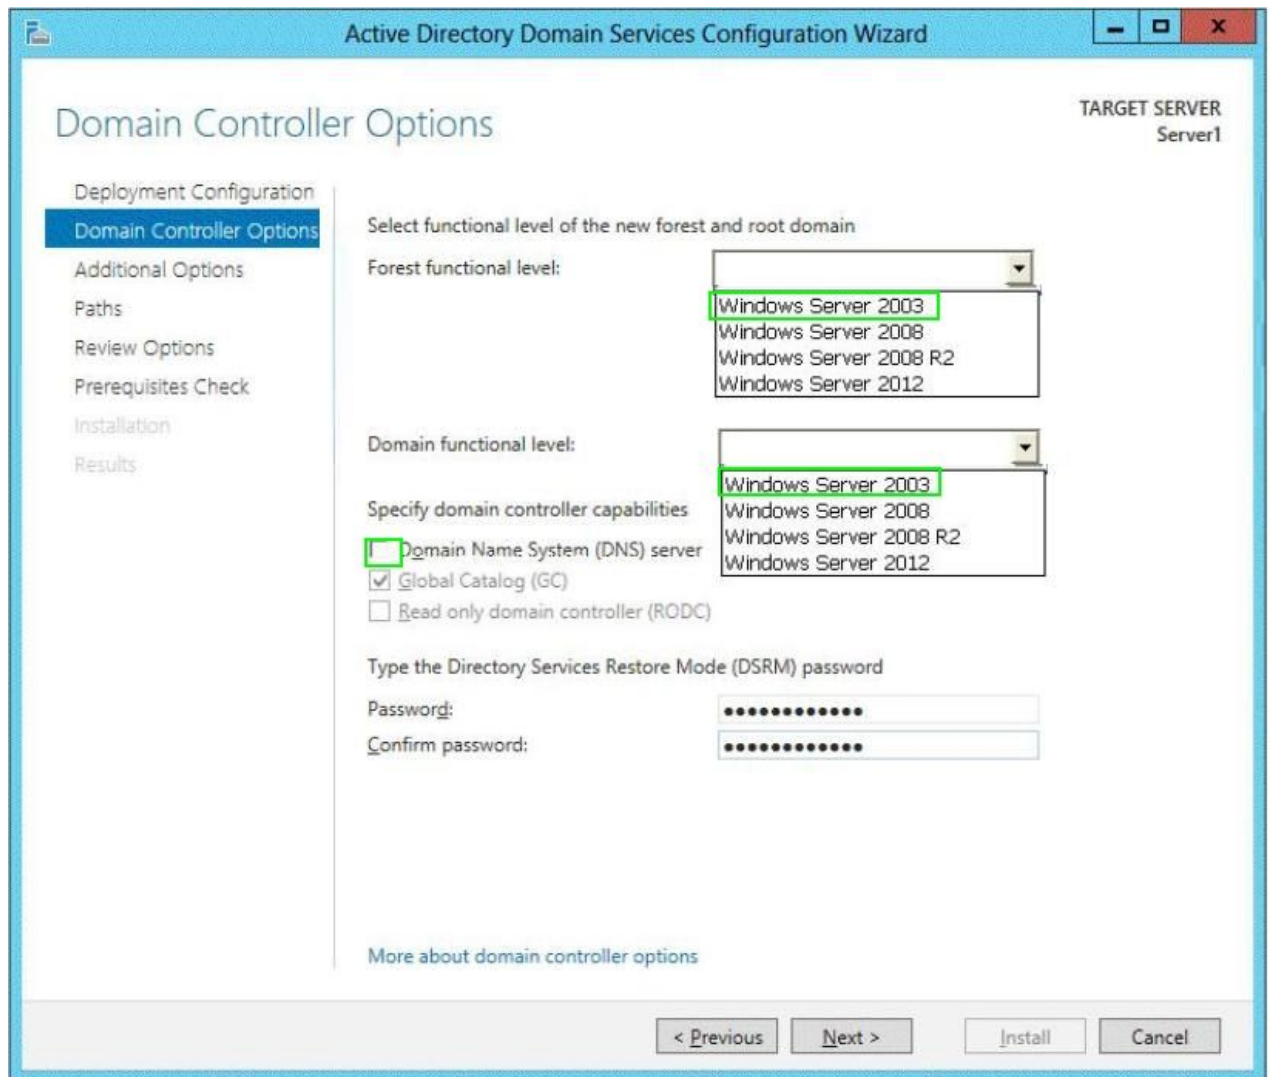 Active Directory Domain Services Configuration Wizard
Domain Controller Options
TARGET SERVER
Server1
Deployment Configuration
Domain Controller Options
Additional Options
Paths
Review Options
Prerequisites Check
Installation
Results
Select functional level of the new forest and root domain
Forest functional level:
Windows Server 2003
Windows Server 2008
Windows Server 2008 R2
Windows Server 2012
Domain functional level:
Windows Server 2003
Windows Server 2008
Windows Server 2008 R2
Windows Server 2012
Specify domain controller capabilities
Domain Name System (DNS) server
Global Catalog (GC)
Read only domain controller (RODC)
Type the Directory Services Restore Mode (DSRM) password
Password: ●●●●●●●●●●●●
Confirm password: ●●●●●●●●●●●●
More about domain controller options
< Previous Next > Install Cancel